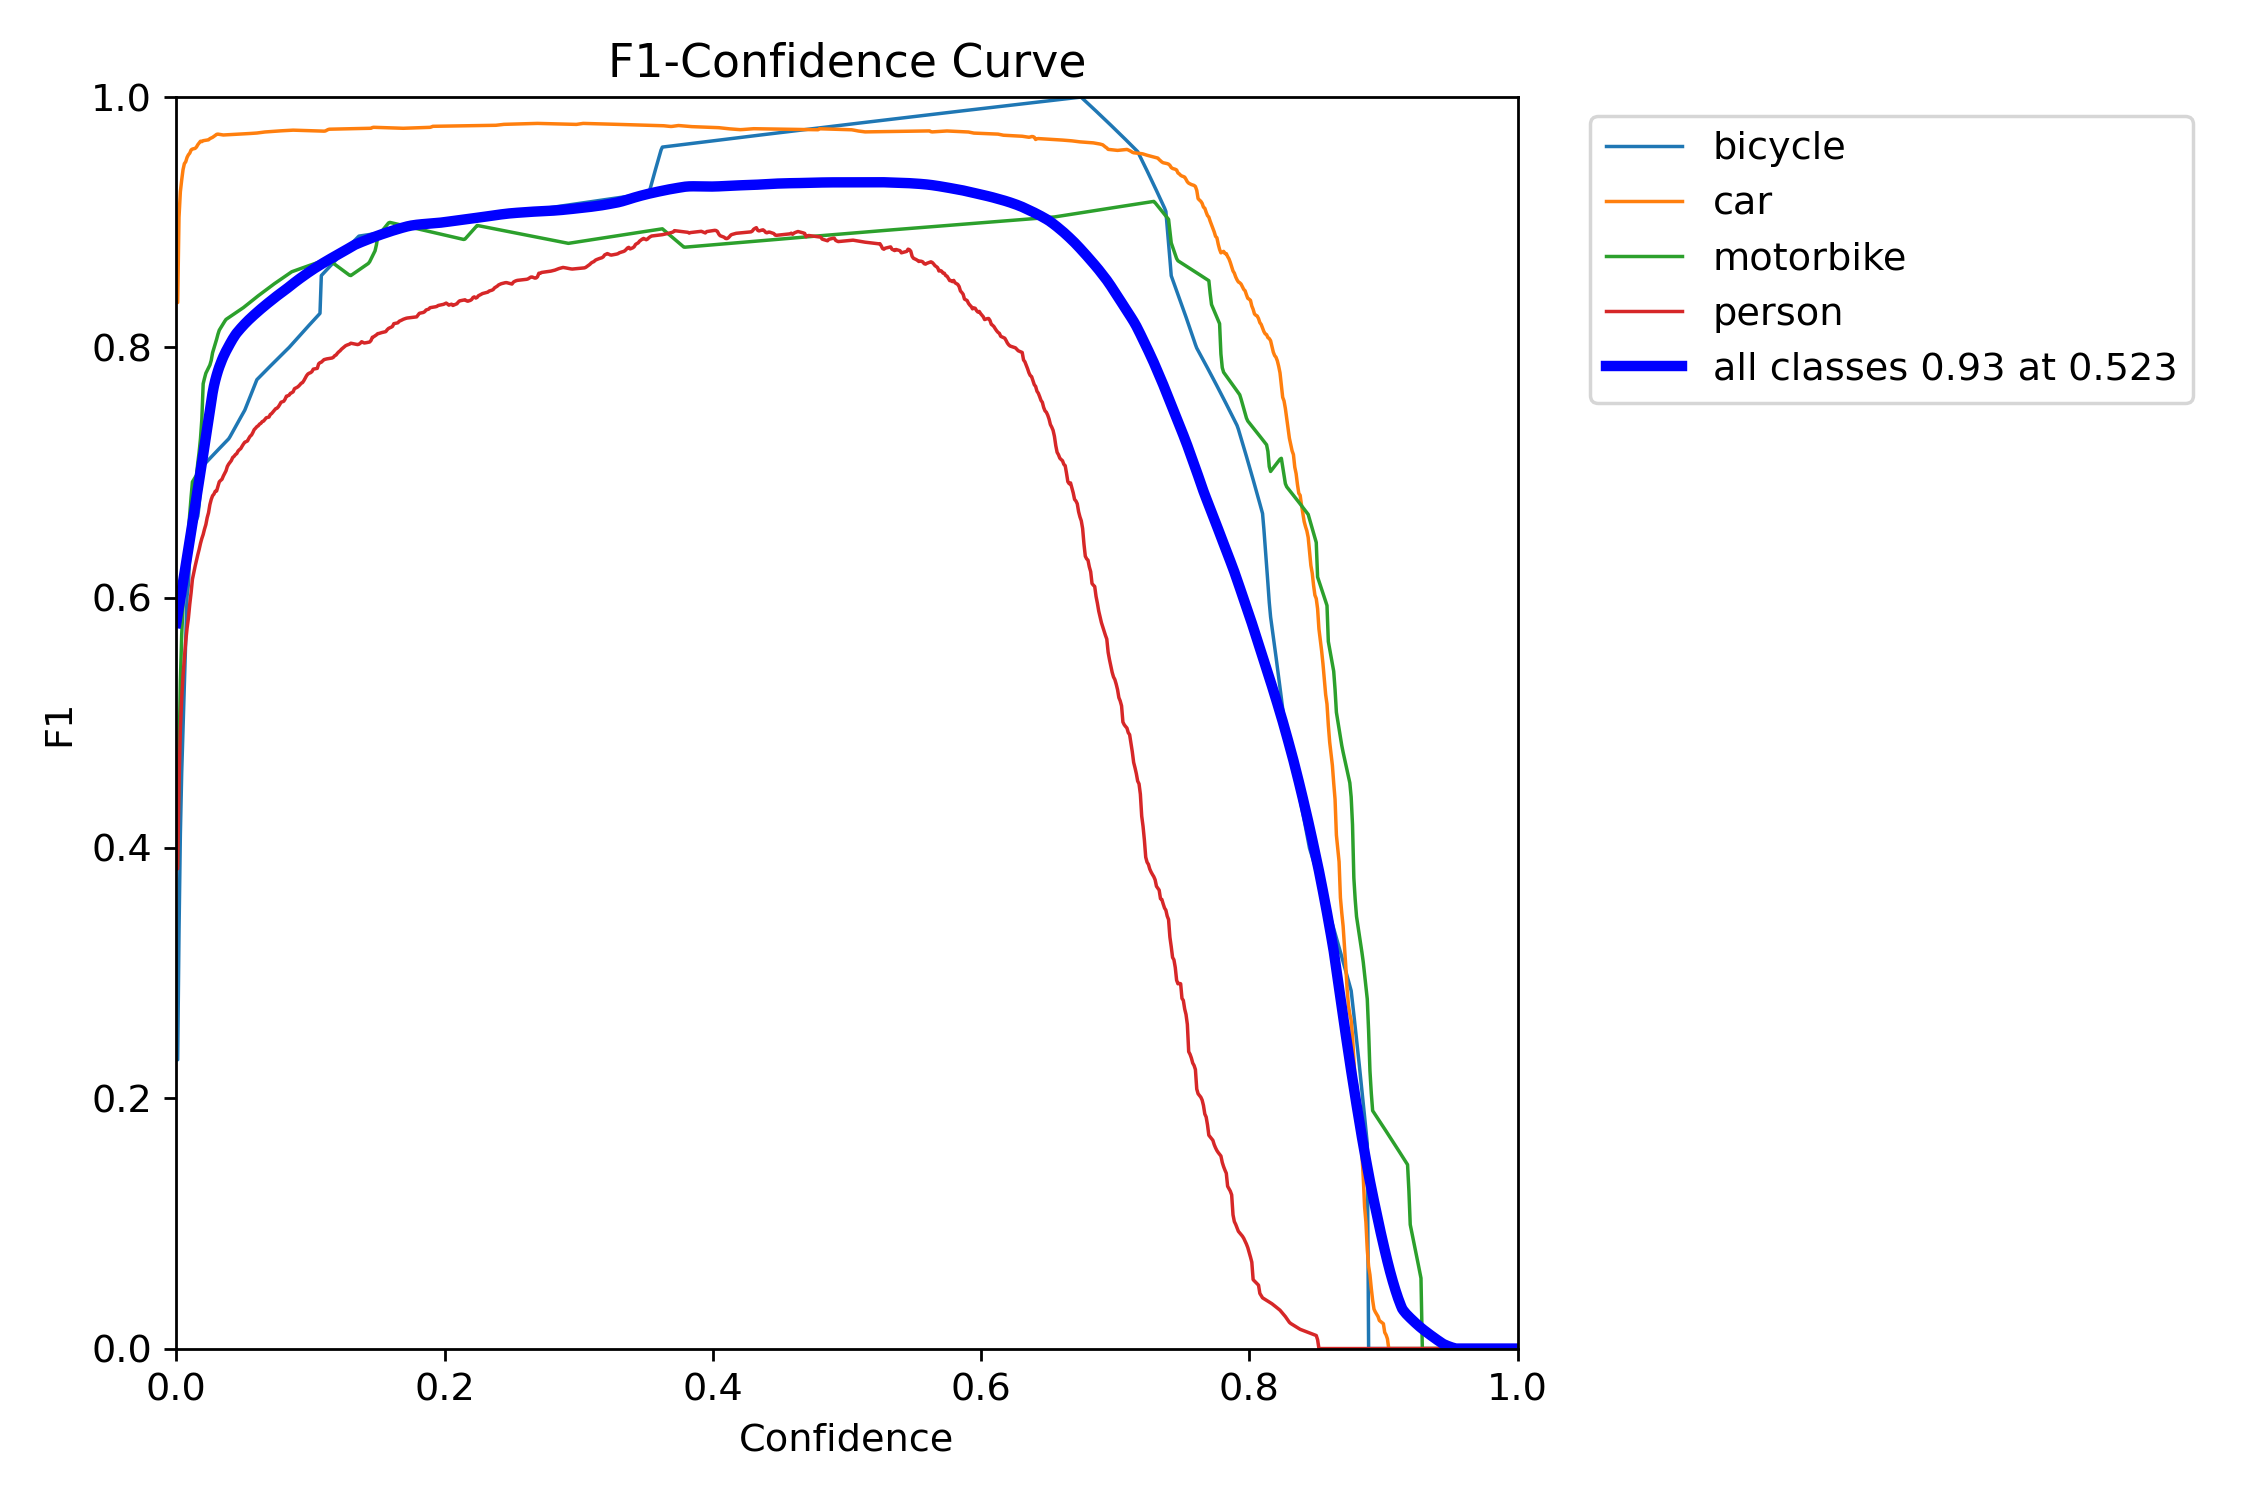 F1-Confidence Curve
1.0
0.8
0.6
0.4
0.2
0.0
F1
0.0 0.2 0.4 0.6 0.8 1.0
Confidence
bicycle
car
motorbike
person
all classes 0.93 at 0.523